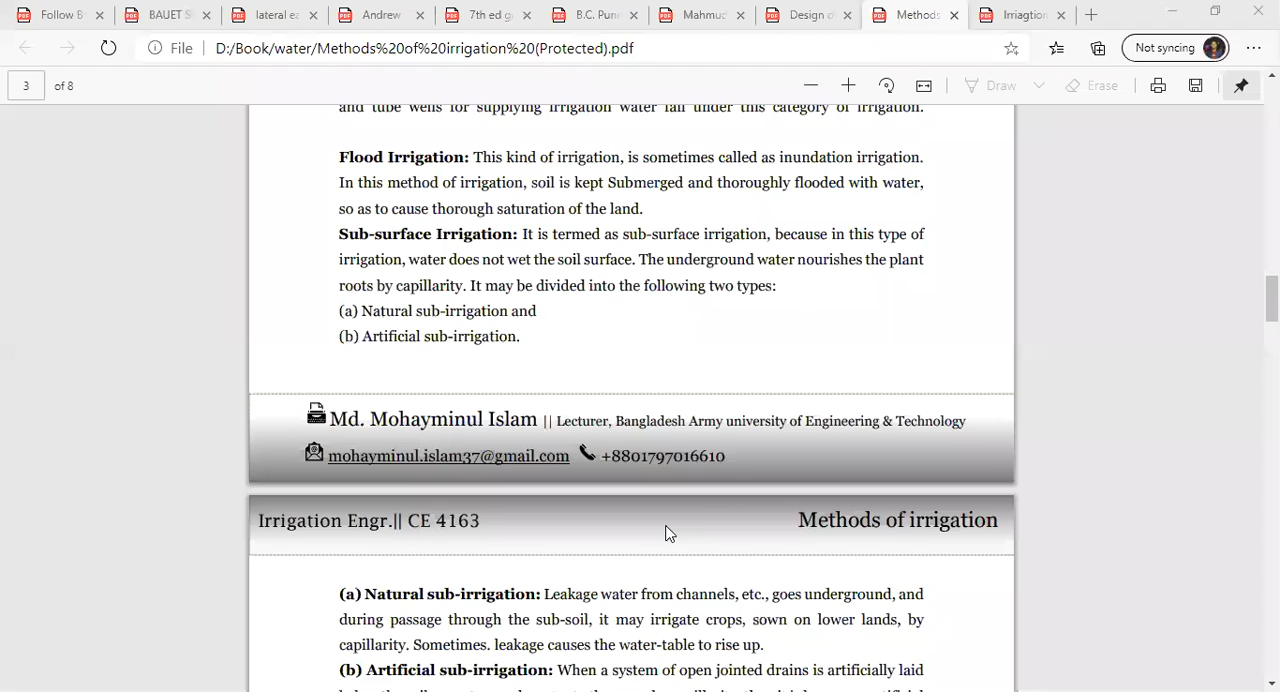 Follow B
BAUET S
lateral ea
Andrew
7th ed g
B.C. Pun
Mahmud
Design o
Methods
Irriagtion
File
D:/Book/water/Methods%20of%20irrigation%20(Protected).pdf
Not syncing
3 of 8
Draw
Erase
and tube wells for supplying irrigation water fall under this category of irrigation.
Flood Irrigation: This kind of irrigation, is sometimes called as inundation irrigation.
In this method of irrigation, soil is kept Submerged and thoroughly flooded with water,
so as to cause thorough saturation of the land.
Sub-surface Irrigation: It is termed as sub-surface irrigation, because in this type of
irrigation, water does not wet the soil surface. The underground water nourishes the plant
roots by capillarity. It may be divided into the following two types:
(a) Natural sub-irrigation and
(b) Artificial sub-irrigation.
Md. Mohayminul Islam || Lecturer, Bangladesh Army university of Engineering & Technology
mohayminul.islam37@gmail.com +8801797016610
Irrigation Engr.|| CE 4163
Methods of irrigation
(a) Natural sub-irrigation: Leakage water from channels, etc., goes underground, and
during passage through the sub-soil, it may irrigate crops, sown on lower lands, by
capillarity. Sometimes. leakage causes the water-table to rise up.
(b) Artificial sub-irrigation: When a system of open jointed drains is artificially laid